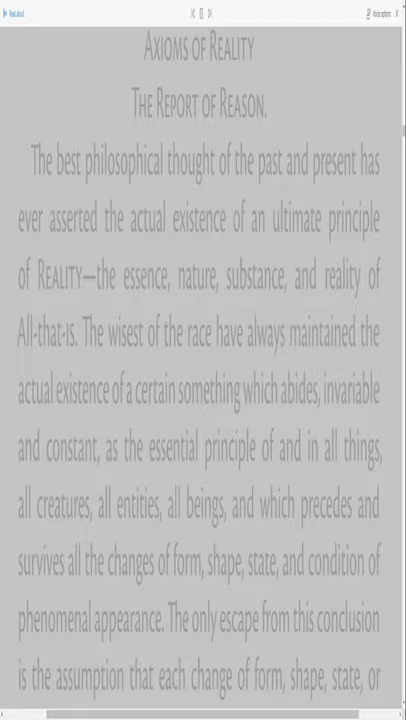 Read aloud
Voice options
AXIOMS OF REALITY
THE REPORT OF REASON.
The best philosophical thought of the past and present has
ever asserted the actual existence of an ultimate principle
of REALITY—the essence, nature, substance, and reality of
All-that-is. The wisest of the race have always maintained the
actual existence of a certain something which abides, invariable
and constant, as the essential principle of and in all things,
all creatures, all entities, all beings, and which precedes and
survives all the changes of form, shape, state, and condition of
phenomenal appearance. The only escape from this conclusion
is the assumption that each change of form, shape, state, or